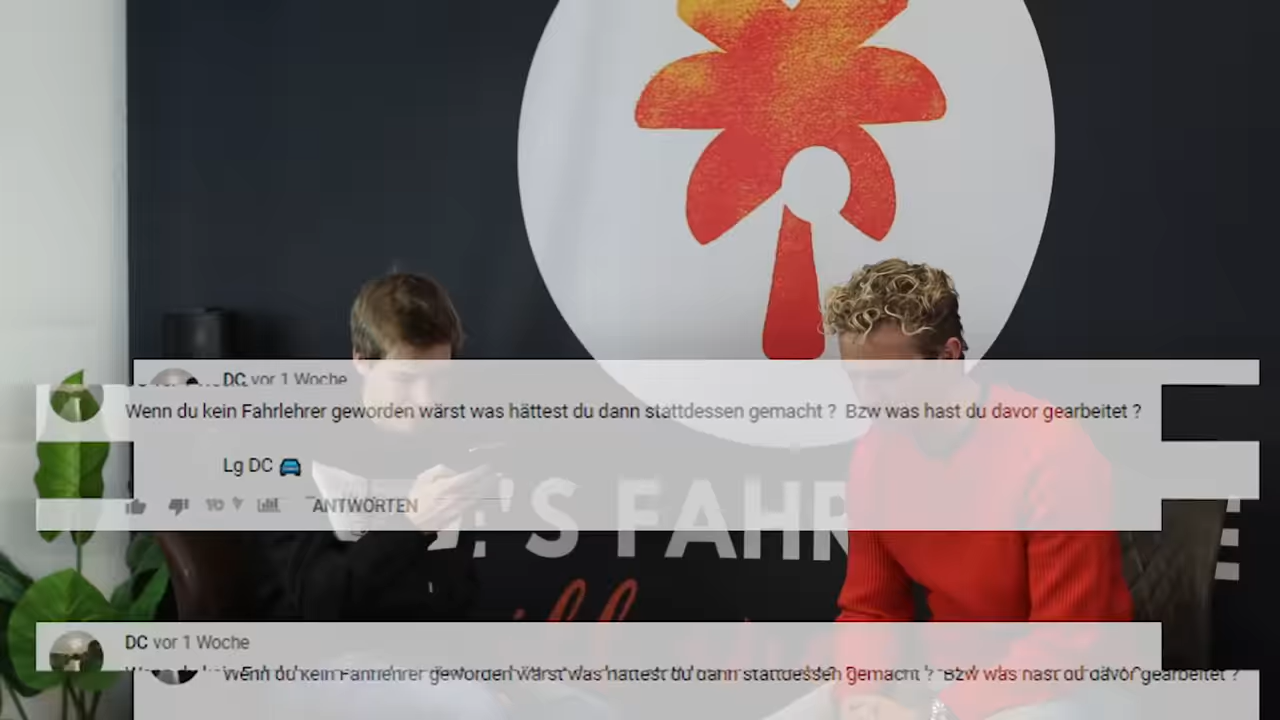 DC vor 1 Woche
Wenn du kein Fahrlehrer geworden wärst was hättest du dann stattdessen gemacht ? Bzw was hast du davor gearbeitet ?
Lg DC
ANTWORTEN
'S FAHR
DC vor 1 Woche
Wenn du kein Fahrlehrer geworden wärst was hättest du dann stattdessen gemacht ? Bzw was hast du davor gearbeitet ?